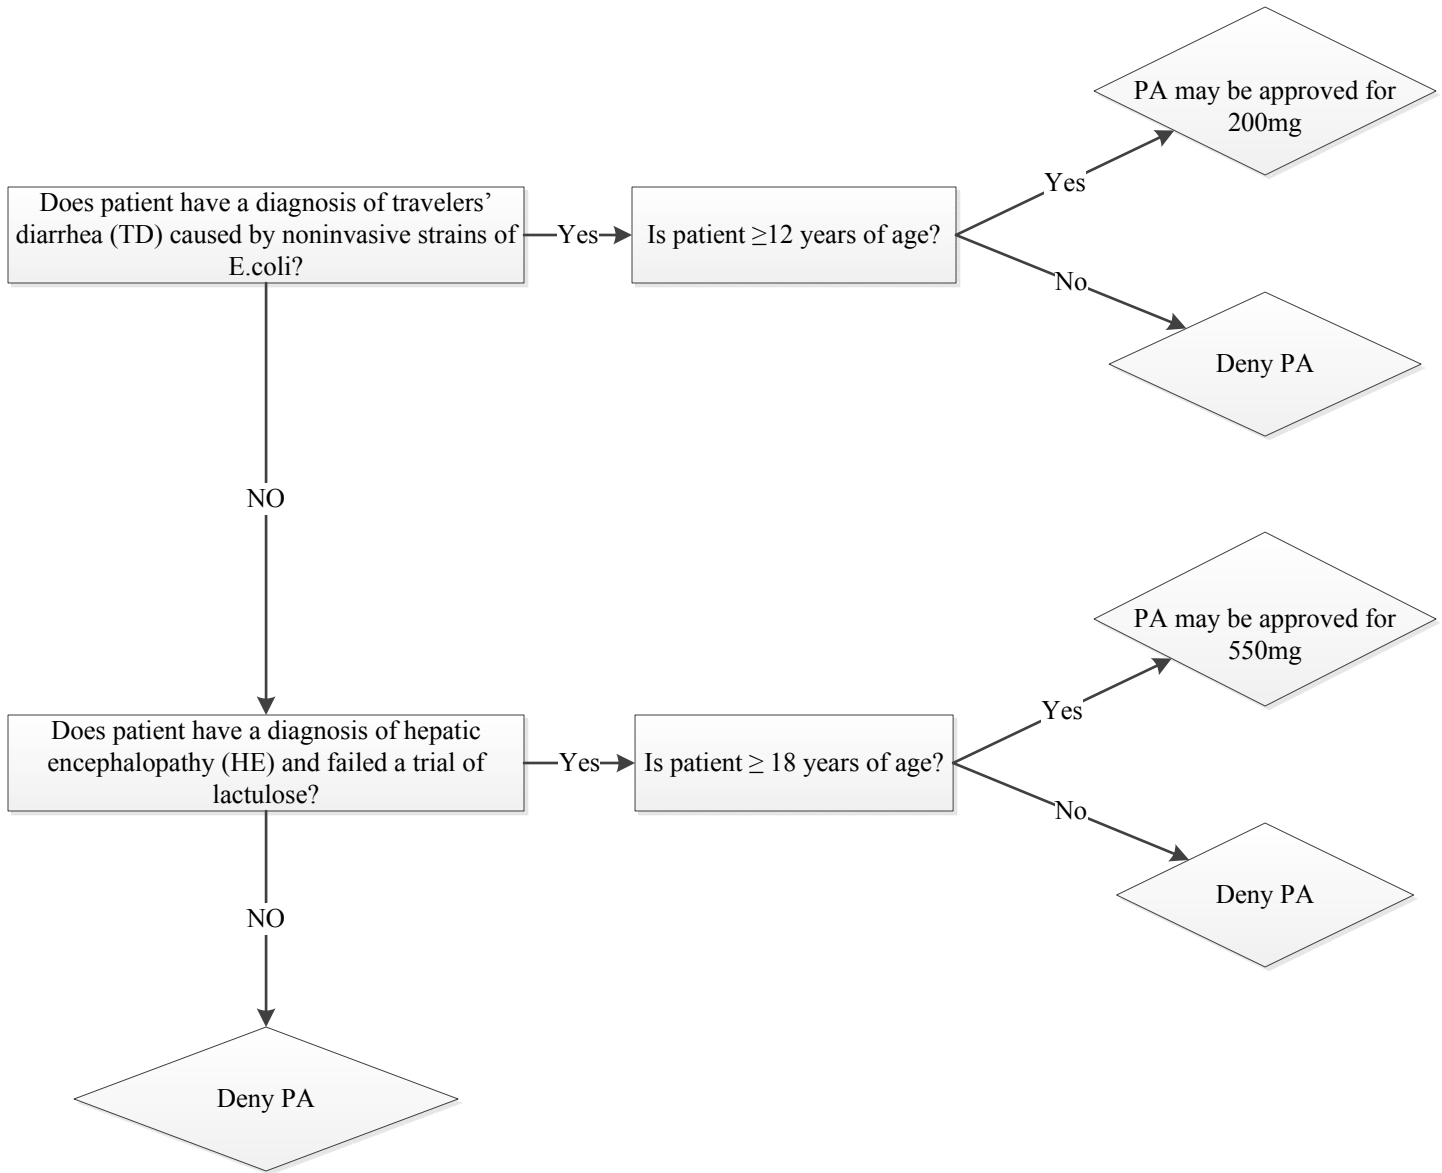 PA may be approved for
200mg
Yes
Does patient have a diagnosis of travelers’
diarrhea (TD) caused by noninvasive strains of
E.coli?
Yes
Is patient ≥12 years of age?
No
Deny PA
NO
PA may be approved for
550mg
Yes
Does patient have a diagnosis of hepatic
encephalopathy (HE) and failed a trial of
lactulose?
Yes
Is patient ≥ 18 years of age?
No
Deny PA
NO
Deny PA